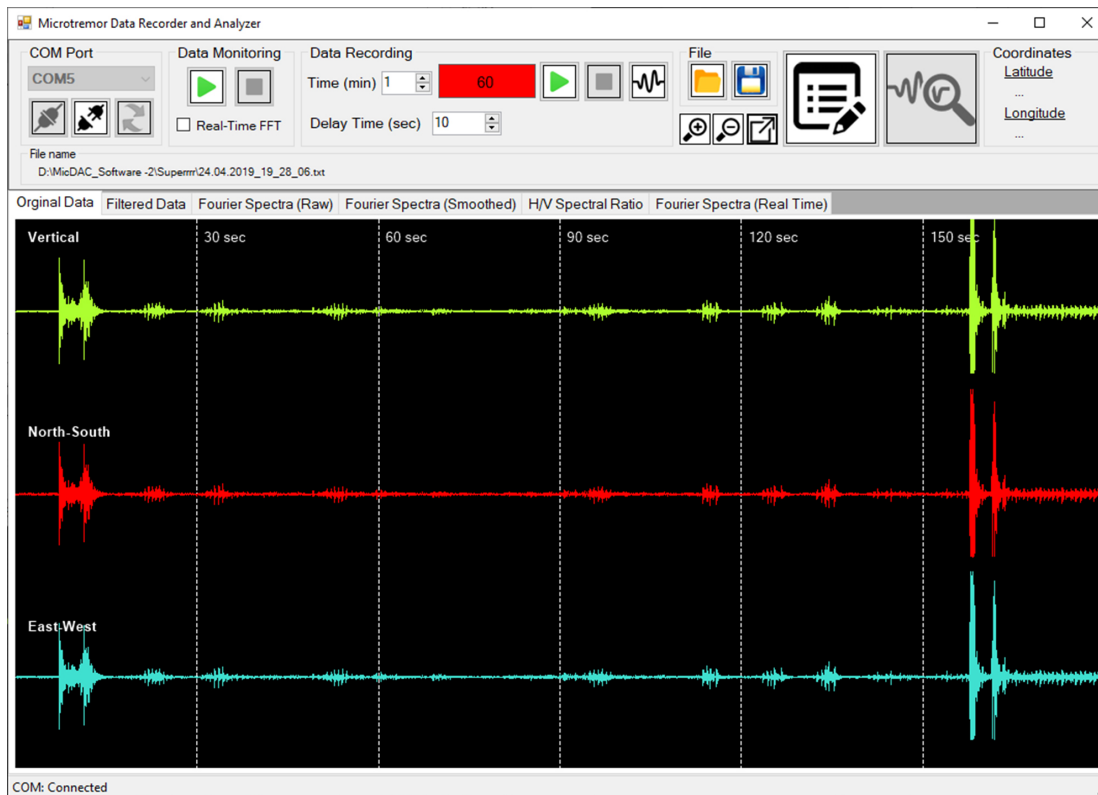 Microtremor Data Recorder and Analyzer
COM Port
COM5
Data Monitoring
Real-Time FFT
Data Recording
Time (min) 1
60
Delay Time (sec) 10
File
Coordinates
Latitude
...
Longitude
...
File name
D:\MicDAC_Software -2\Superrrr\24.04.2019_19_28_06.txt
Orginal Data Filtered Data Fourier Spectra (Raw) Fourier Spectra (Smoothed) H/V Spectral Ratio Fourier Spectra (Real Time)
Vertical 30 sec 60 sec 90 sec 120 sec 150 sec
North-South
East-West
COM: Connected